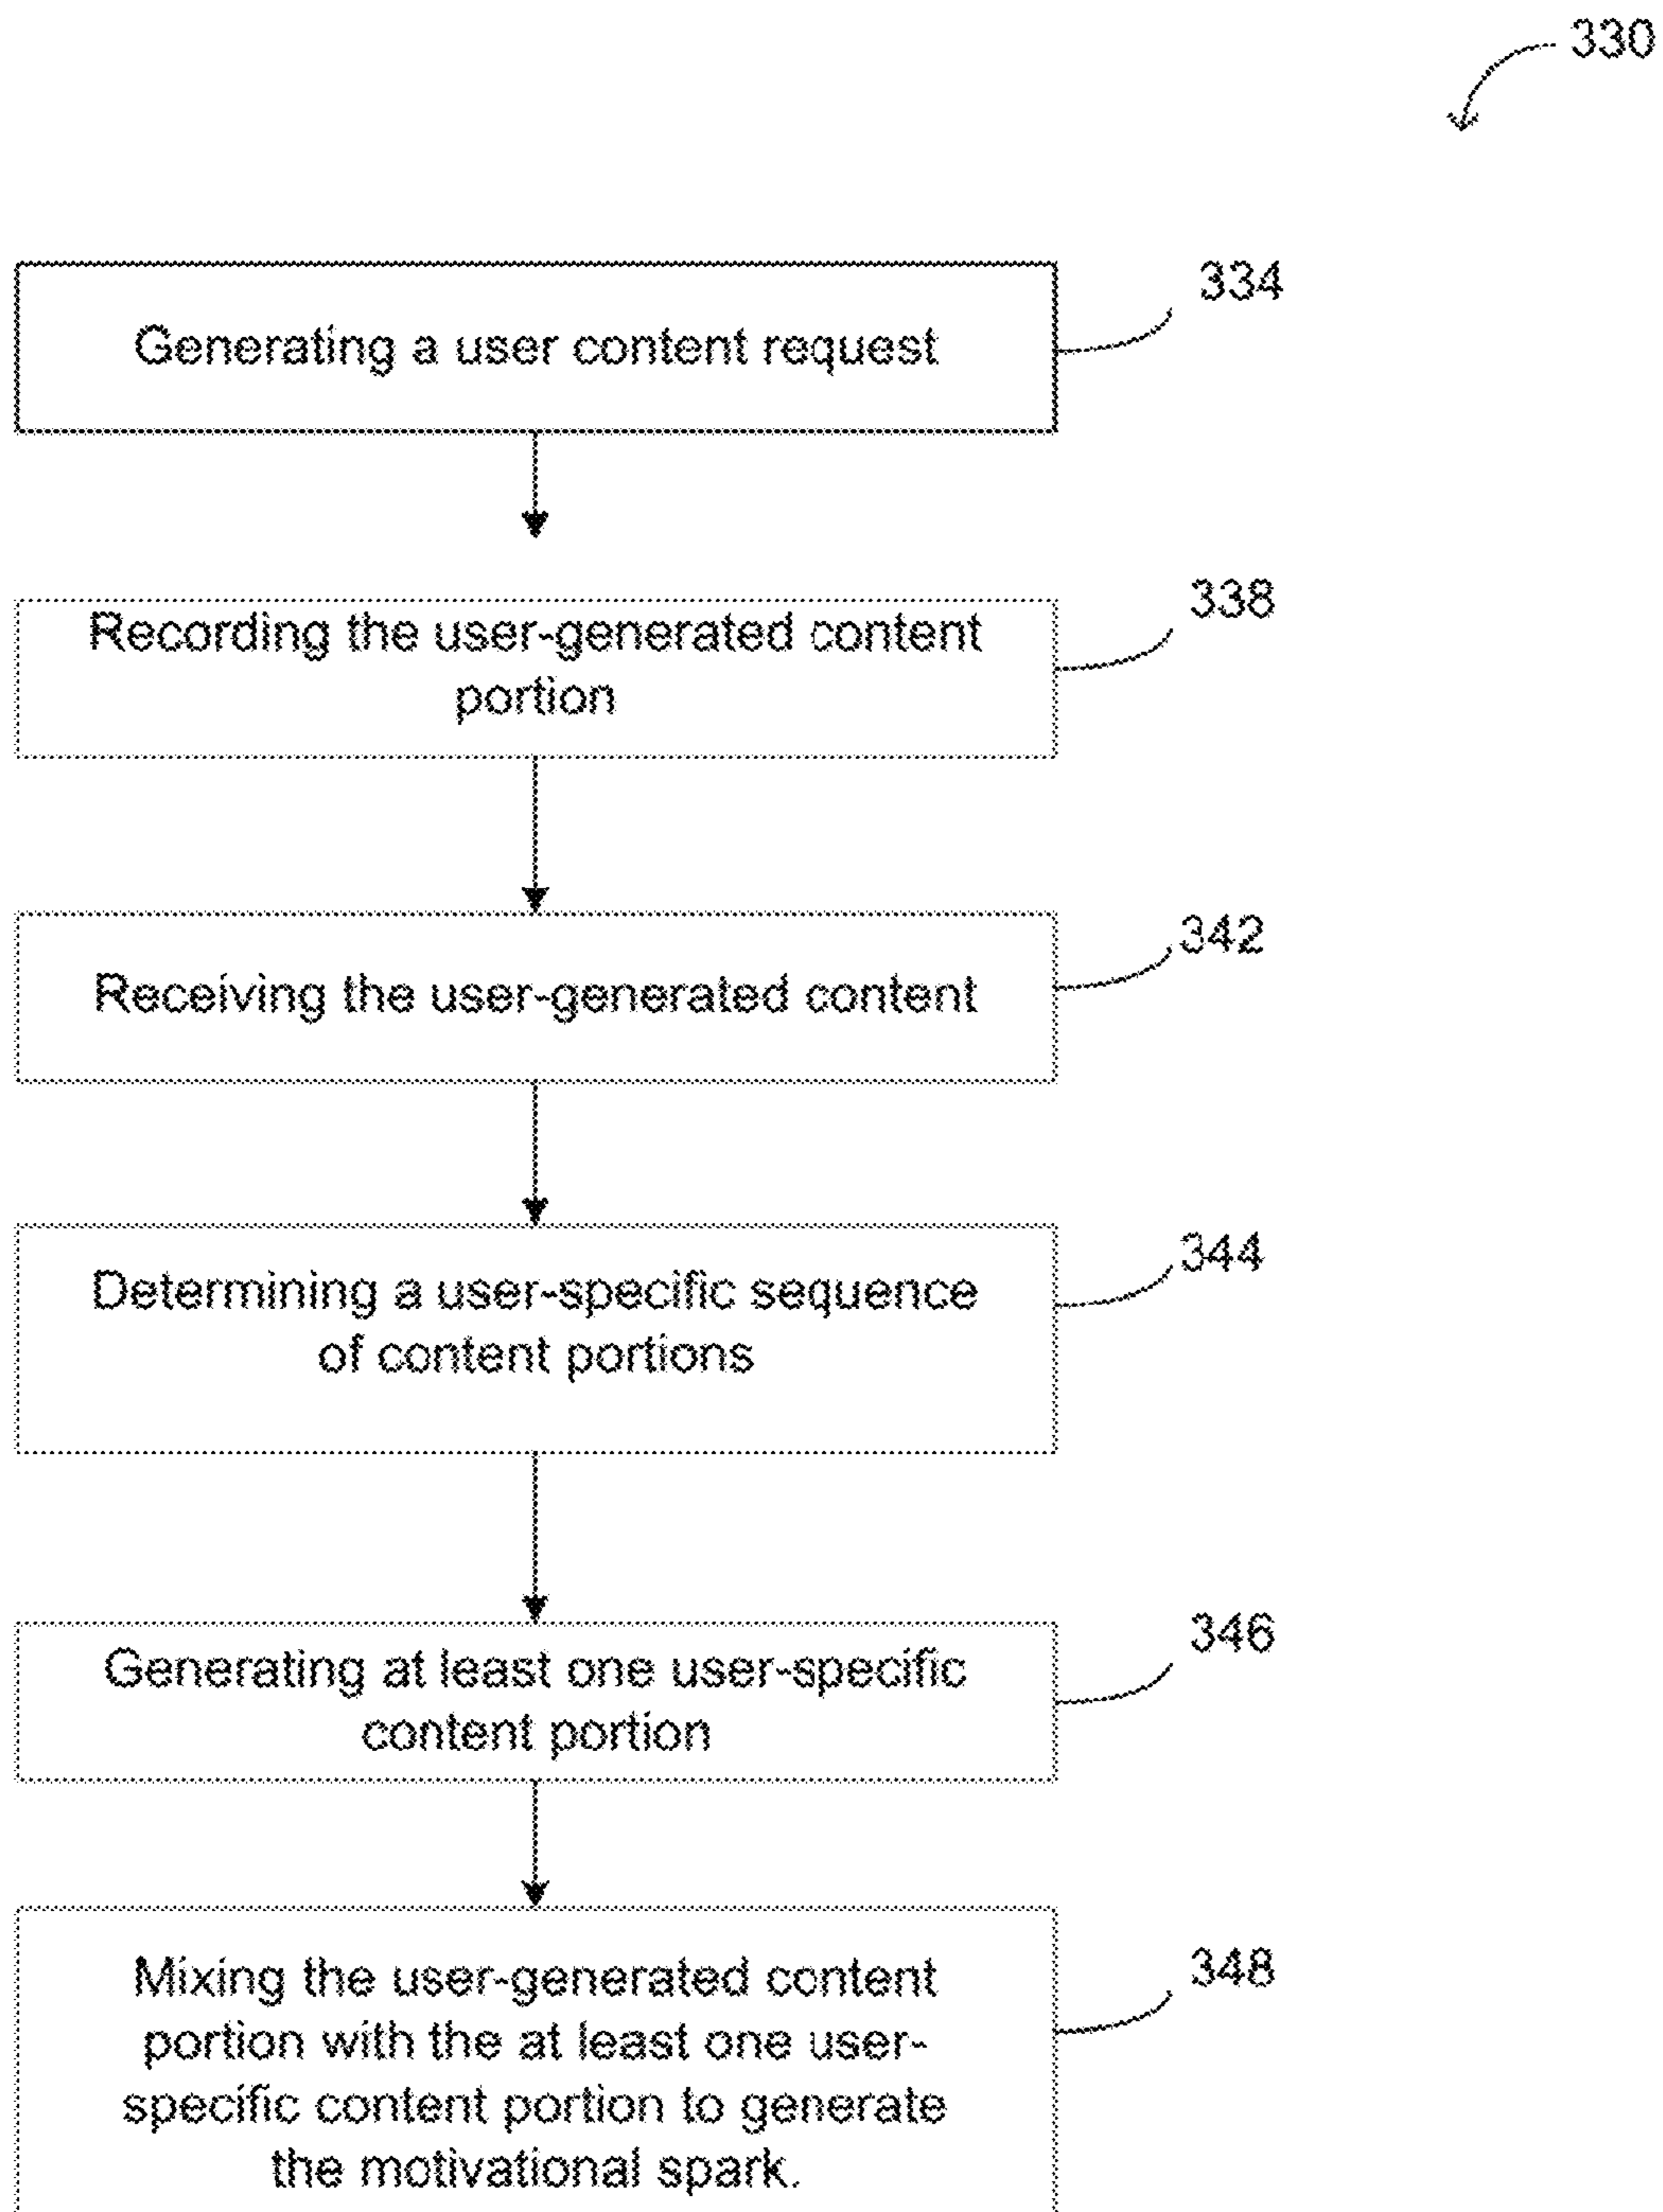 330
Generating a user content request
334
Recording the user-generated content
portion
338
Receiving the user-generated content
342
Determining a user-specific sequence
of content portions
344
Generating at least one user-specific
content portion
346
Mixing the user-generated content
portion with the at least one user-
specific content portion to generate
the motivational spark.
348